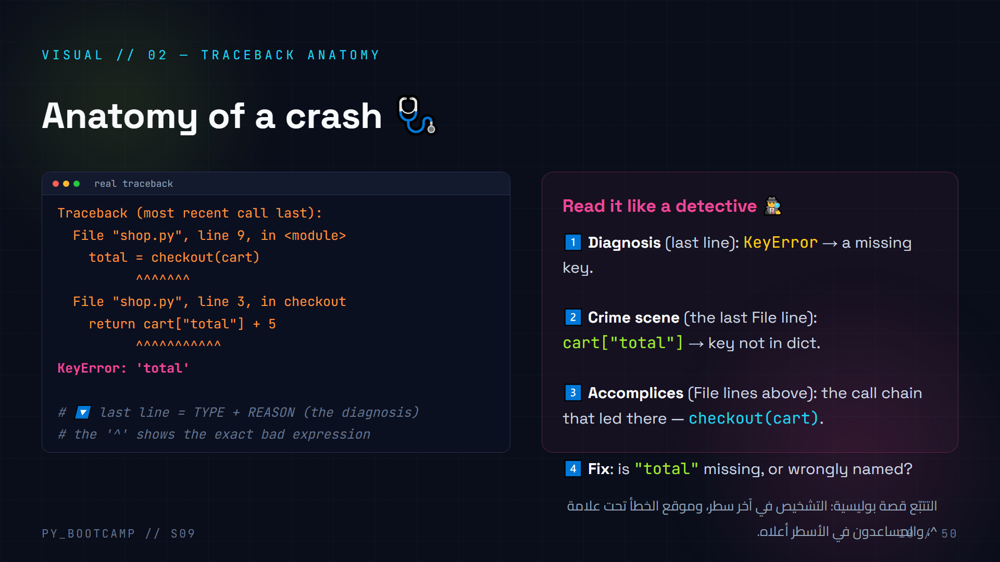 VISUAL // 02 — TRACEBACK ANATOMY
Anatomy of a crash 🩺
real traceback
Traceback (most recent call last):
  File "shop.py", line 9, in <module>
    total = checkout(cart)
          ^^^^^^^
  File "shop.py", line 3, in checkout
    return cart["total"] + 5
          ^^^^^^^^^^^
KeyError: 'total'
# 🔽 last line = TYPE + REASON (the diagnosis)
# the '^' shows the exact bad expression
Read it like a detective 🕵️
1️⃣ Diagnosis (last line): KeyError → a missing
key.
2️⃣ Crime scene (the last File line):
cart["total"] → key not in dict.
3️⃣ Accomplices (File lines above): the call chain
that led there — checkout(cart).
4️⃣ Fix: is "total" missing, or wrongly named?
التتبّع قصة بوليسية: التشخيص في آخر سطر، وموقع الخطأ تحت علامة
^، والمساعدون في الأسطر أعلاه.
PY_BOOTCAMP // S09
10 / 50